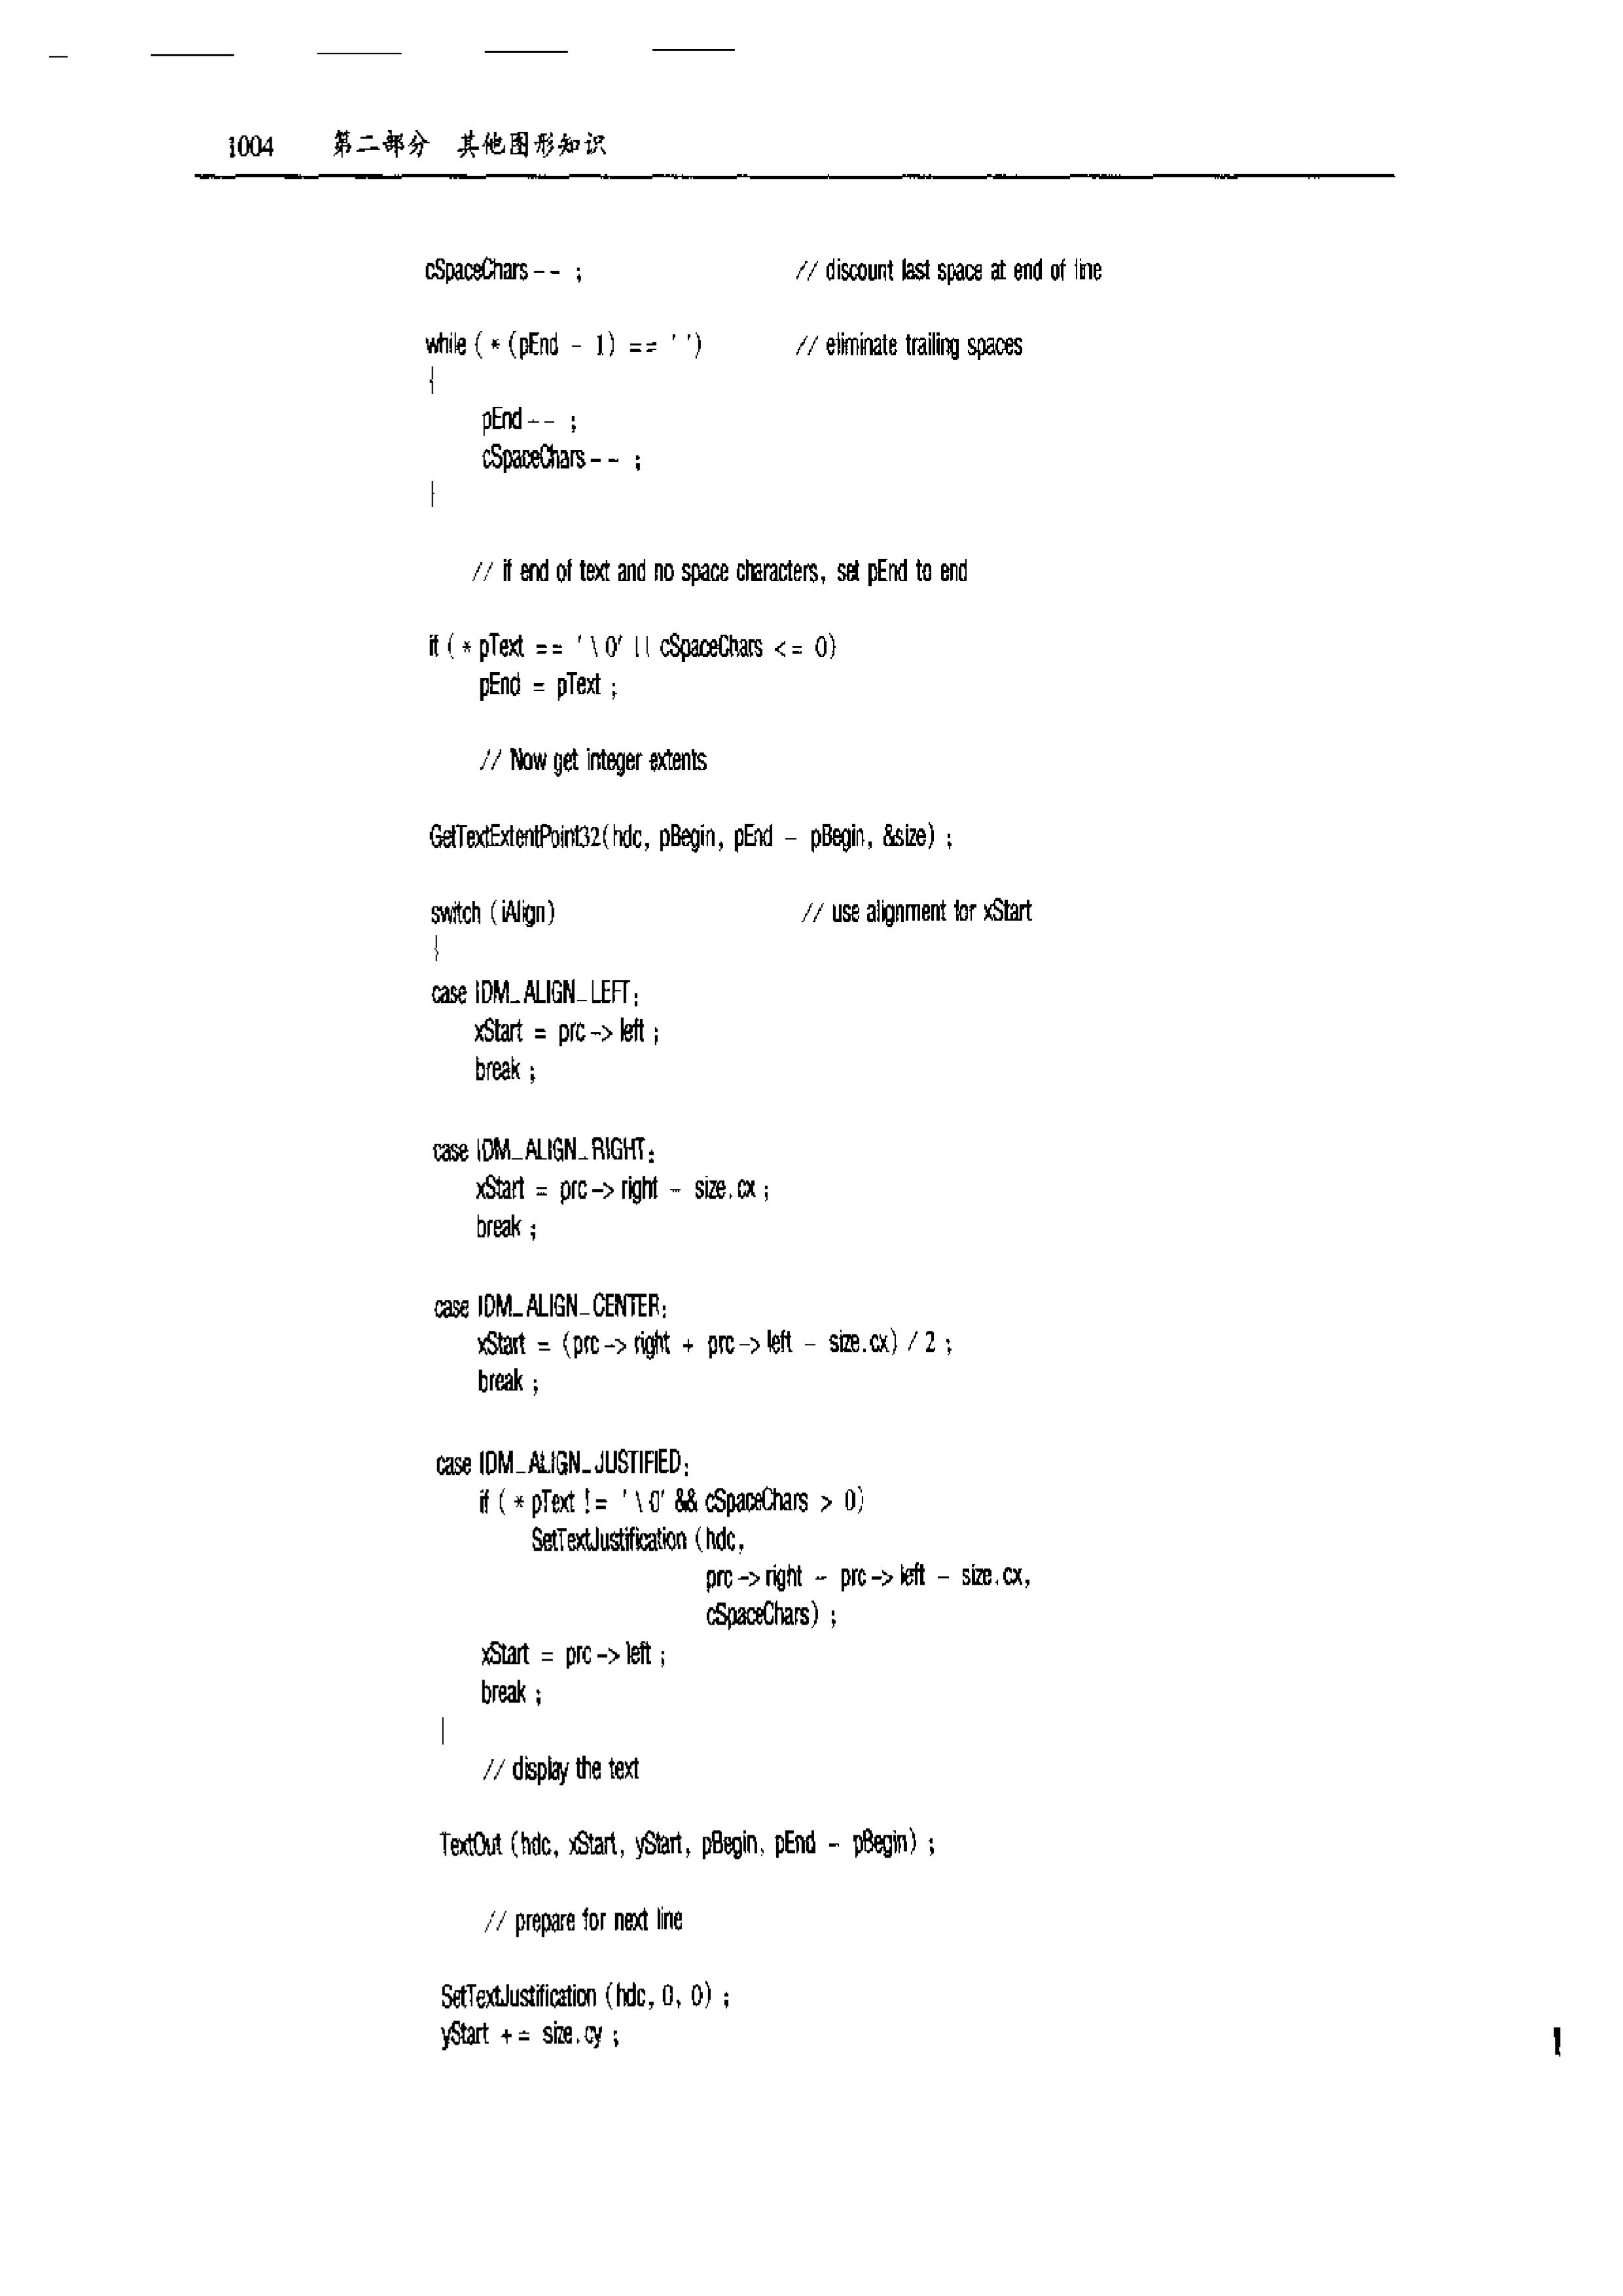 1004 第二部分 其他图形知识
cSpaceChars-- ; // discount last space at end of line
while (*(pEnd - 1) == ' ') // eliminate trailing spaces
{
pEnd-- ;
cSpaceChars-- ;
}
// if end of text and no space characters, set pEnd to end
if (*pText == '\0' || cSpaceChars <= 0)
pEnd = pText ;
// Now get integer extents
GetTextExtentPoint32(hdc, pBegin, pEnd - pBegin, &size) ;
switch (iAlign) // use alignment for xStart
{
case IDM_ALIGN_LEFT:
xStart = prc->left ;
break ;
case IDM_ALIGN_RIGHT:
xStart = prc->right - size.cx ;
break ;
case IDM_ALIGN_CENTER:
xStart = (prc->right + prc->left - size.cx) / 2 ;
break ;
case IDM_ALIGN_JUSTIFIED:
if (*pText != '\0' && cSpaceChars > 0)
SetTextJustification (hdc,
prc->right - prc->left - size.cx,
cSpaceChars) ;
xStart = prc->left ;
break ;
}
// display the text
TextOut (hdc, xStart, yStart, pBegin, pEnd - pBegin) ;
// prepare for next line
SetTextJustification (hdc, 0, 0) ;
yStart += size.cy ;